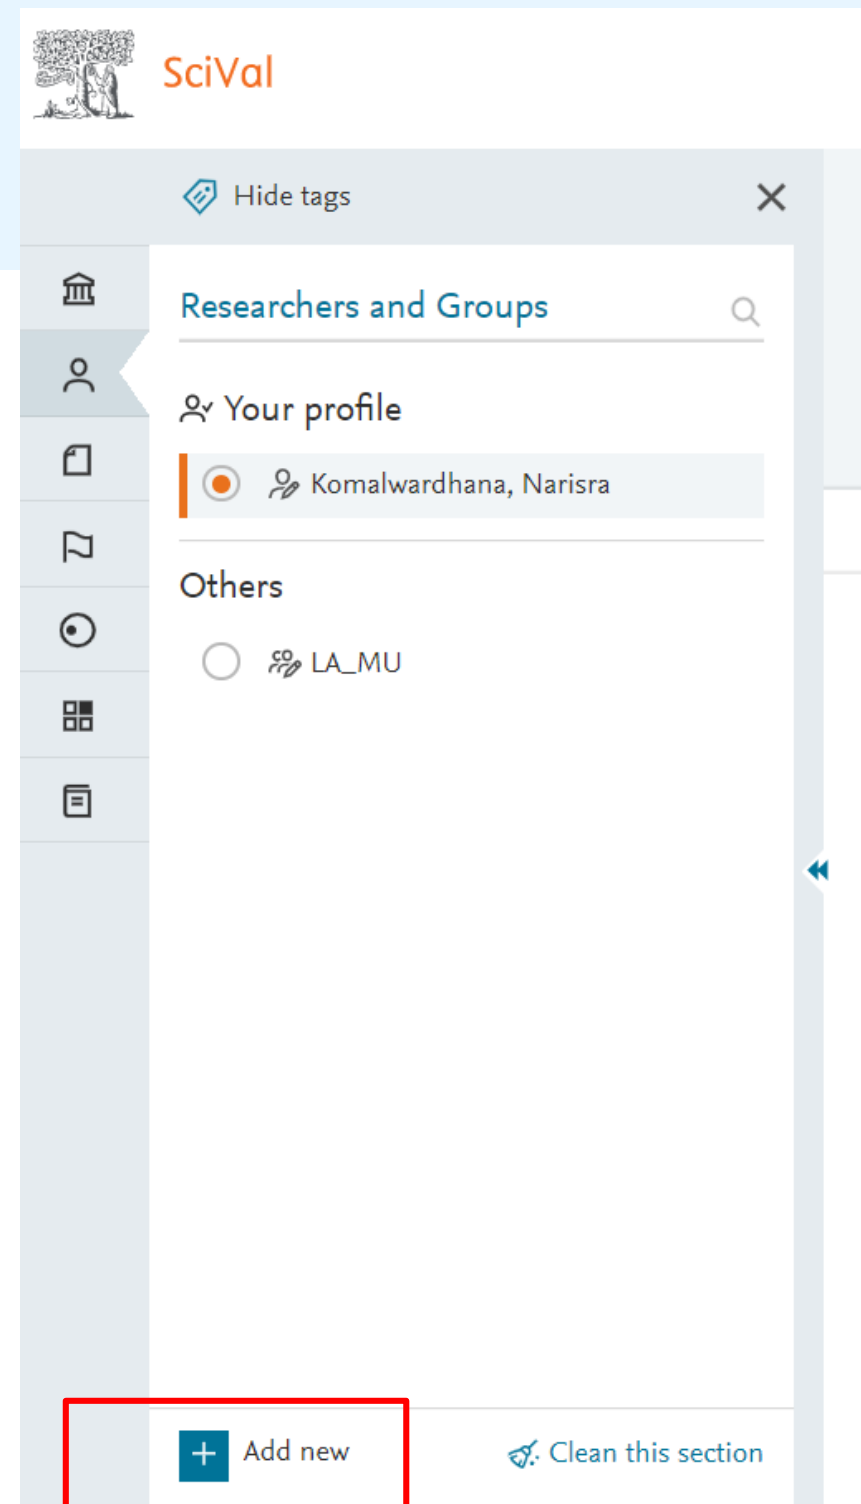 SciVal
Hide tags
Researchers and Groups
Your profile
Komalwardhana, Narisra
Others
LA_MU
Add new
Clean this section